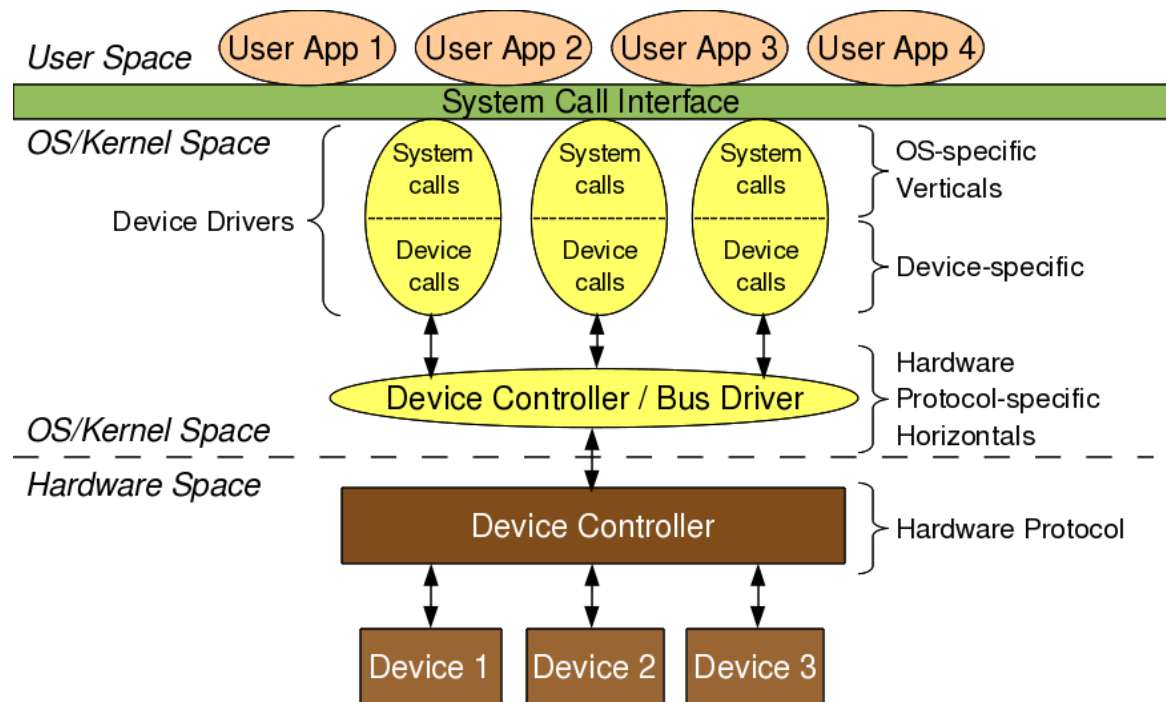 User Space
User App 1
User App 2
User App 3
User App 4
System Call Interface
OS/Kernel Space
Device Drivers
System
calls
Device
calls
System
calls
Device
calls
System
calls
Device
calls
OS-specific
Verticals
Device-specific
Device Controller / Bus Driver
Hardware
Protocol-specific
Horizontals
OS/Kernel Space
Hardware Space
Device Controller
Hardware Protocol
Device 1
Device 2
Device 3